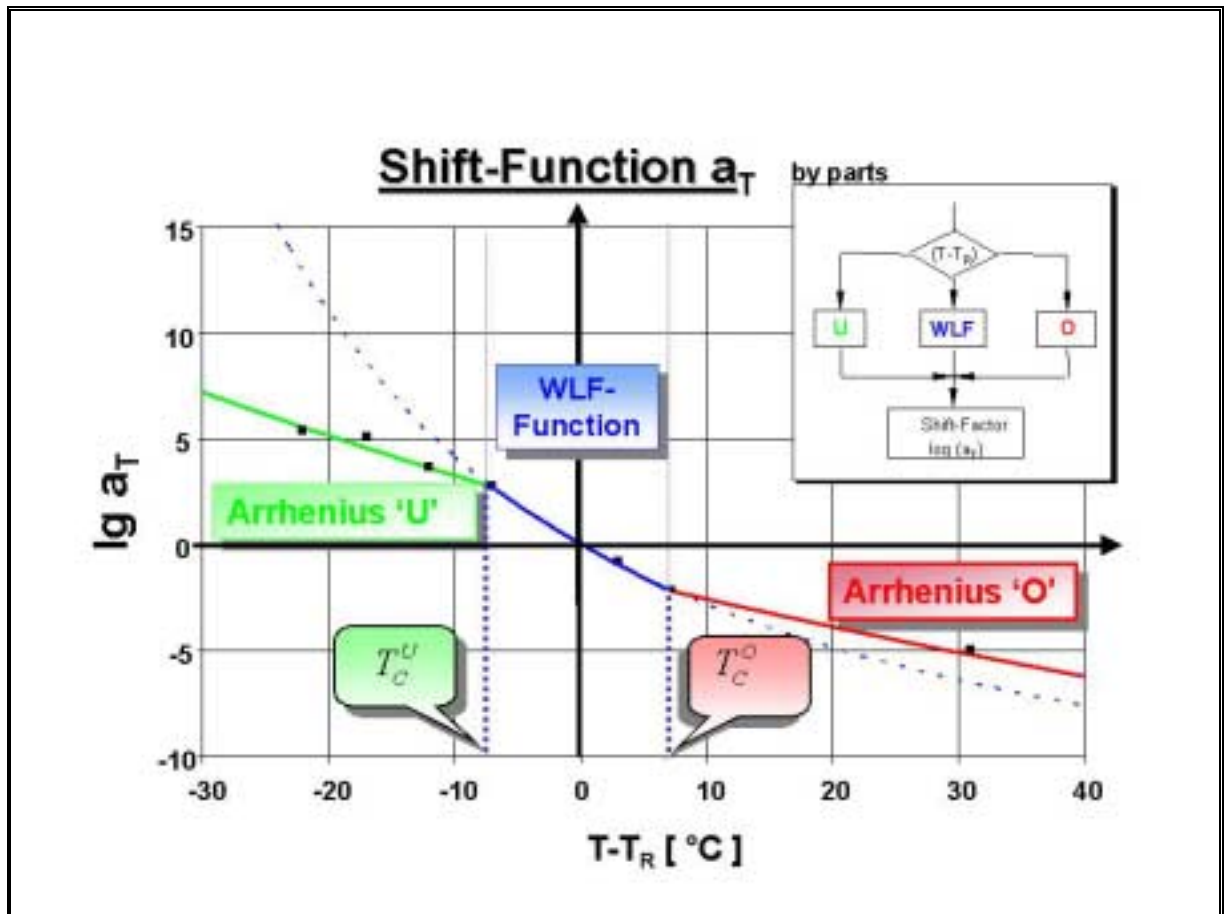 Shift-Function a_T
by parts
(T-T_R)
U
WLF
O
Shift-Factor
log (a_T)
15
10
5
0
-5
-10
lg a_T
WLF-
Function
Arrhenius ‘U’
Arrhenius ‘O’
T_C^U
T_C^O
-30
-20
-10
0
10
20
30
40
T-T_R [ °C ]